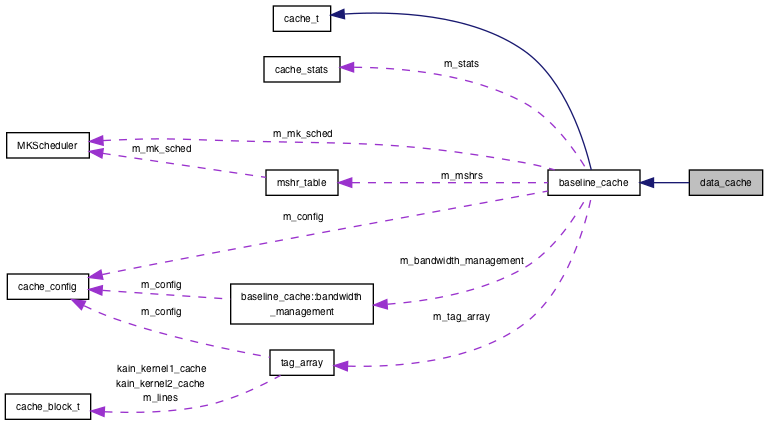 cache_t
cache_stats
m_stats
MKScheduler
m_mk_sched
m_mk_sched
mshr_table
m_mshrs
baseline_cache
data_cache
m_config
m_bandwidth_management
cache_config
m_config
baseline_cache::bandwidth
_management
m_config
m_tag_array
tag_array
kain_kernel1_cache
kain_kernel2_cache
m_lines
cache_block_t